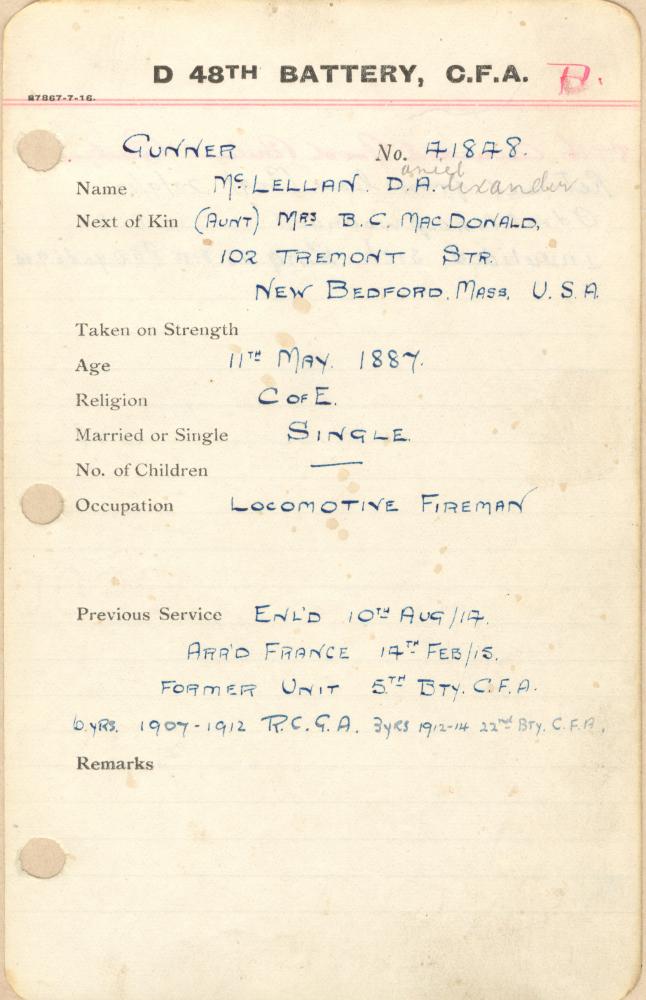 D 48TH BATTERY, C.F.A. D.
87867-7-16.
GUNNER No. 41848.
aniel
Name McLELLAN. D.A. lexander
Next of Kin (AUNT) MRS B.C. MACDONALD,
102 TREMONT STR.
NEW BEDFORD. MASS. U.S.A.
Taken on Strength
Age 11TH MAY. 1887.
Religion C OF E.
Married or Single SINGLE.
No. of Children —
Occupation LOCOMOTIVE FIREMAN
Previous Service ENL'D 10TH AUG/14.
ARR'D FRANCE 14TH FEB/15.
FORMER UNIT 5TH BTY. C.F.A.
6 YRS. 1907-1912 R.C.G.A. 3 YRS 1912-14 22nd BTY. C.F.A.
Remarks